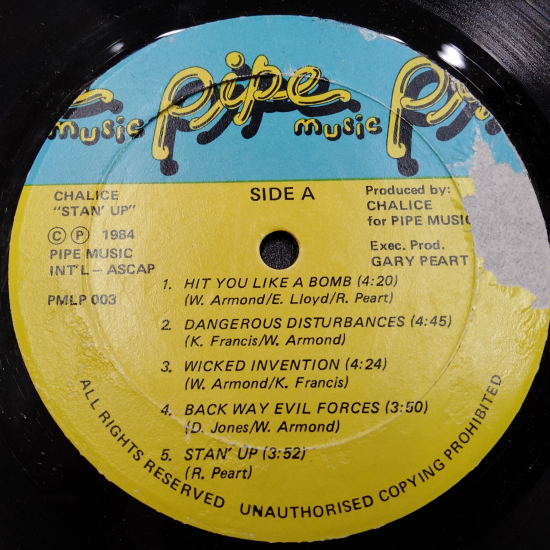 pipe
music
music
CHALICE
"STAN' UP"
© ℗ 1984
PIPE MUSIC
INT'L – ASCAP
PMLP 003
SIDE A
Produced by:
CHALICE
for PIPE MUSIC
Exec. Prod.
GARY PEART
1. HIT YOU LIKE A BOMB (4:20)
(W. Armond/E. Lloyd/R. Peart)
2. DANGEROUS DISTURBANCES (4:45)
(K. Francis/W. Armond)
3. WICKED INVENTION (4:24)
(W. Armond/K. Francis)
4. BACK WAY EVIL FORCES (3:50)
(D. Jones/W. Armond)
5. STAN' UP (3:52)
(R. Peart)
ALL RIGHTS RESERVED UNAUTHORISED COPYING PROHIBITED